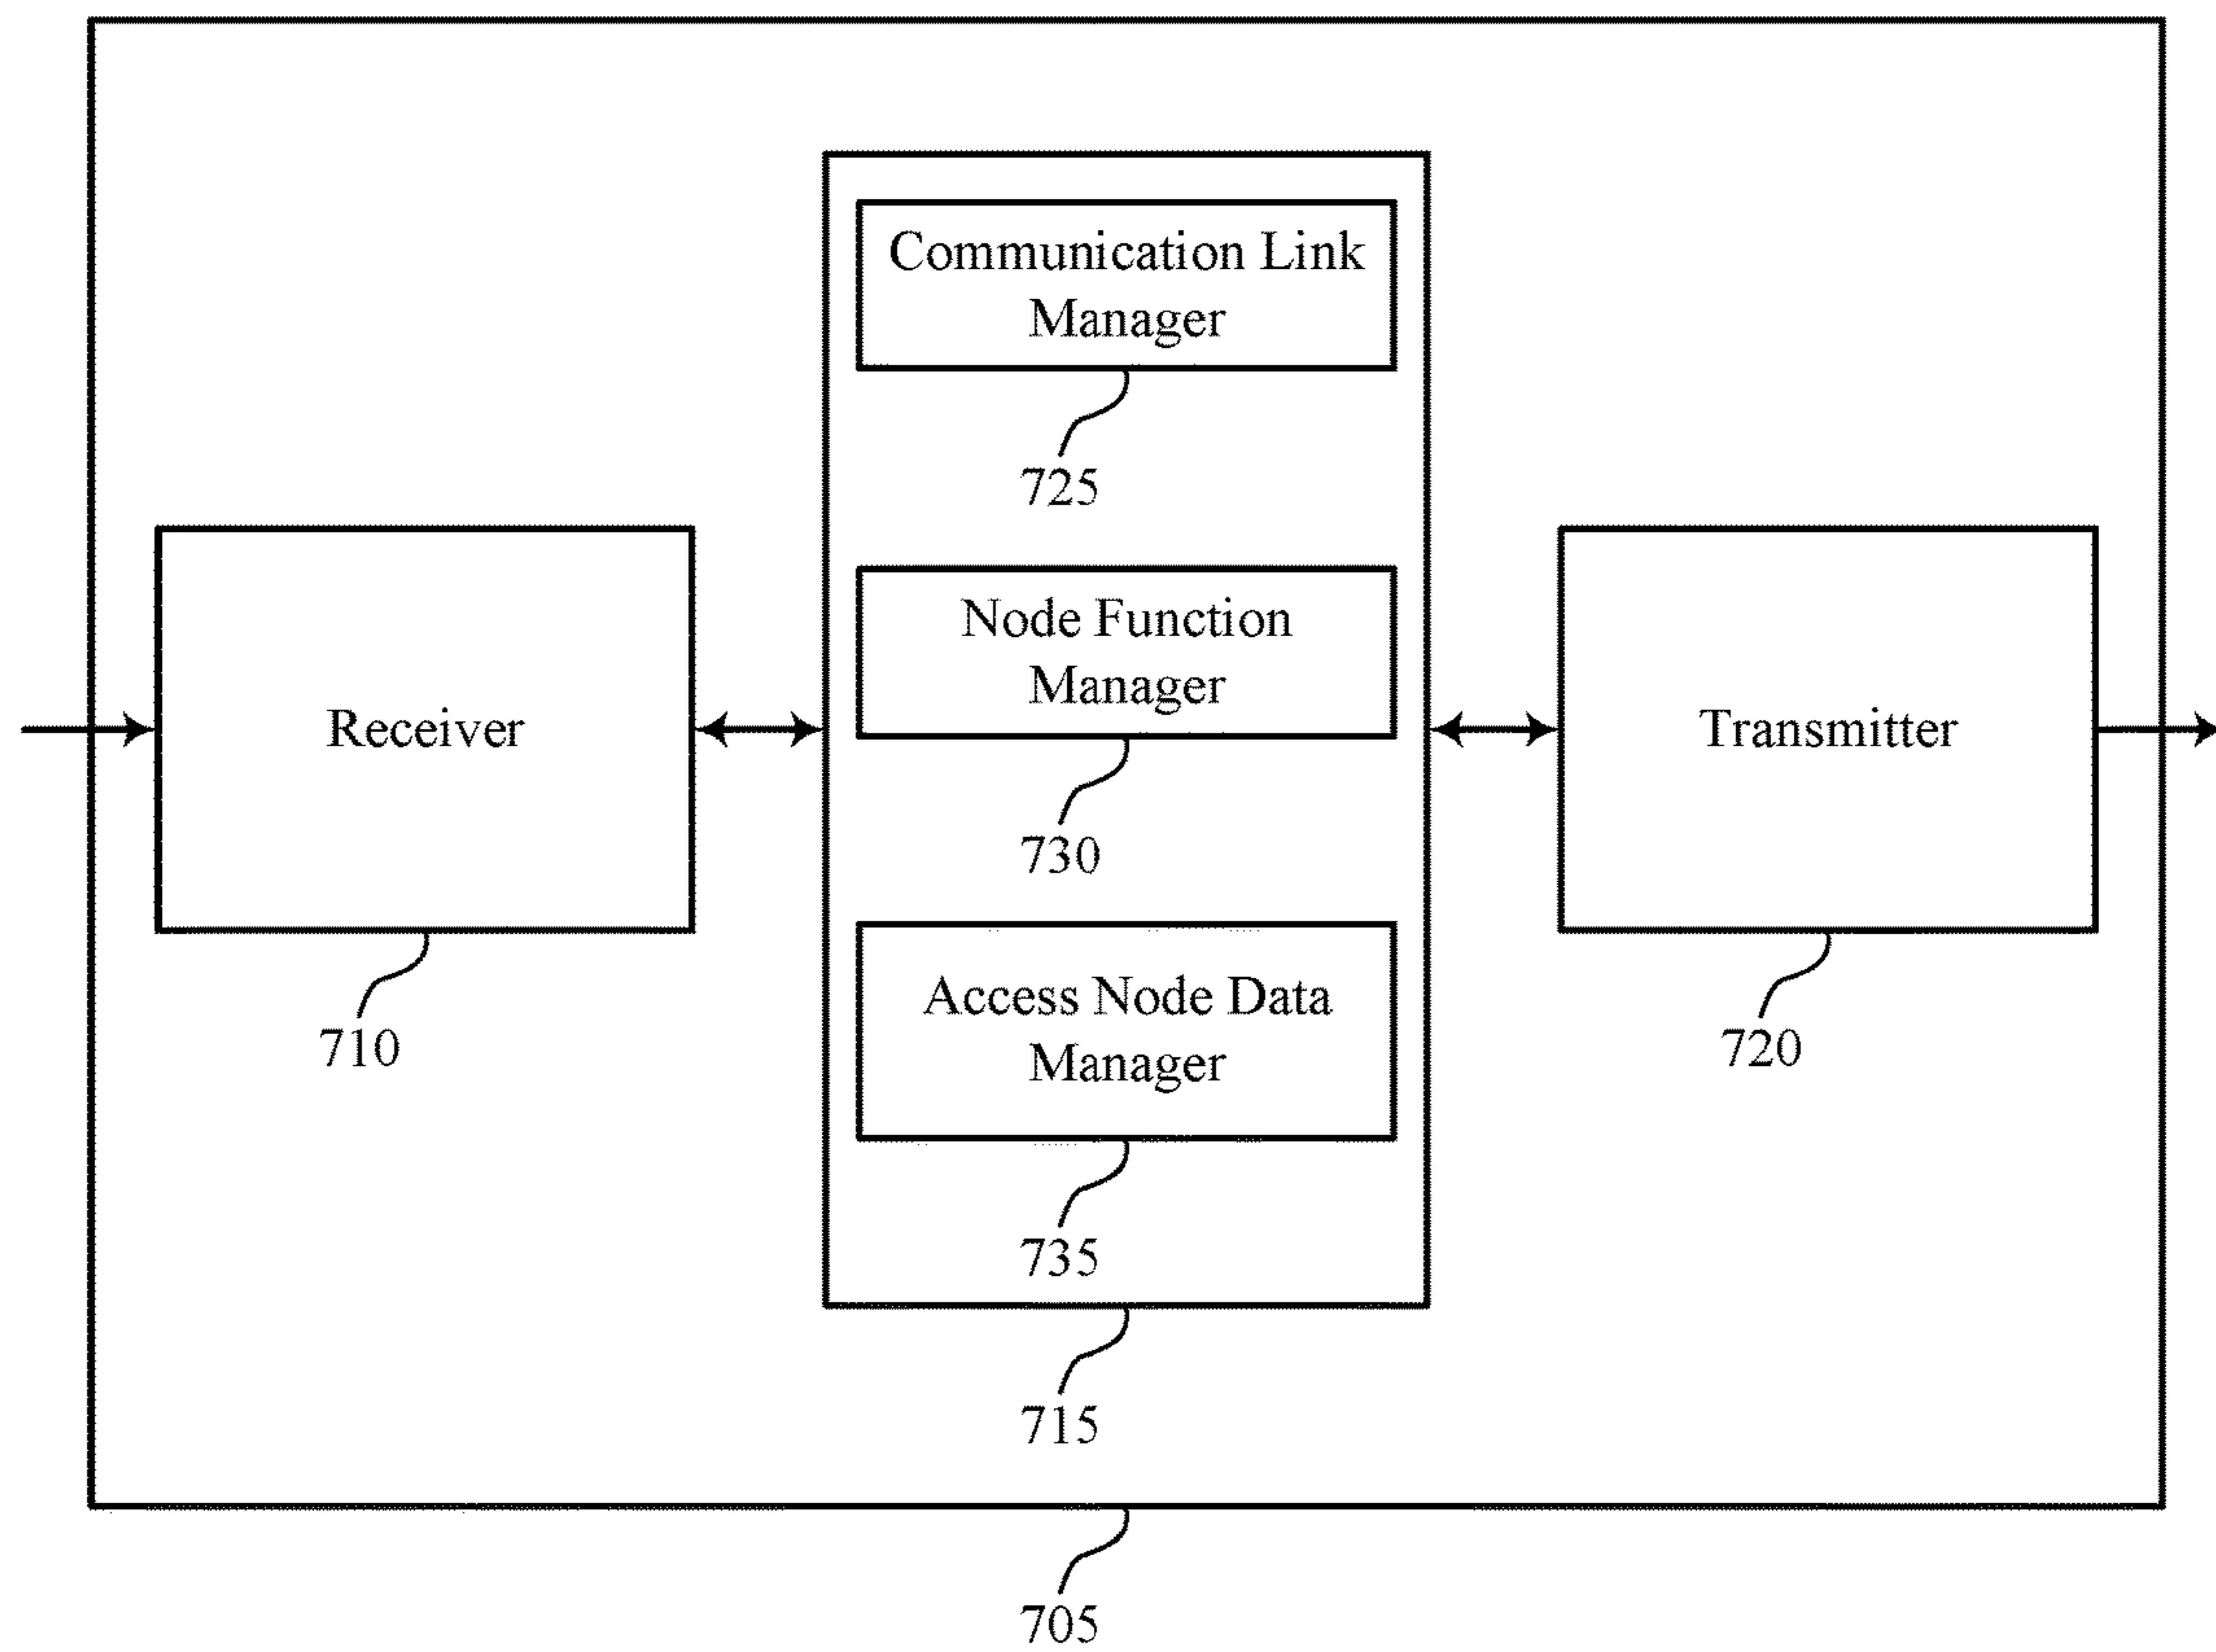 Communication Link
Manager
725
Node Function
Manager
730
Receiver
710
Transmitter
720
Access Node Data
Manager
735
715
705